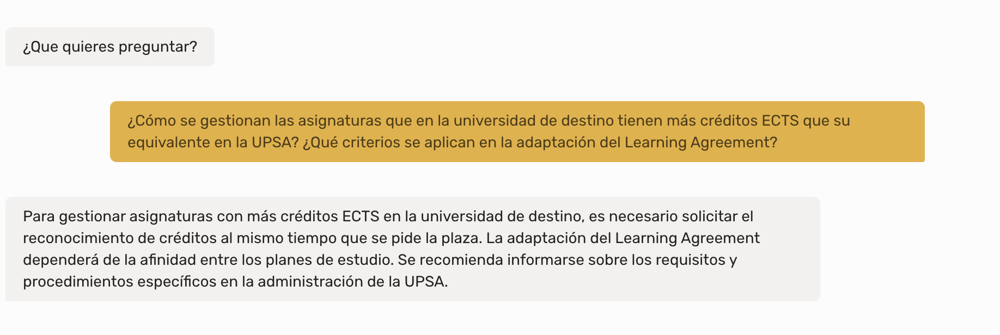 ¿Que quieres preguntar?
¿Cómo se gestionan las asignaturas que en la universidad de destino tienen más créditos ECTS que su
equivalente en la UPSA? ¿Qué criterios se aplican en la adaptación del Learning Agreement?
Para gestionar asignaturas con más créditos ECTS en la universidad de destino, es necesario solicitar el
reconocimiento de créditos al mismo tiempo que se pide la plaza. La adaptación del Learning Agreement
dependerá de la afinidad entre los planes de estudio. Se recomienda informarse sobre los requisitos y
procedimientos específicos en la administración de la UPSA.